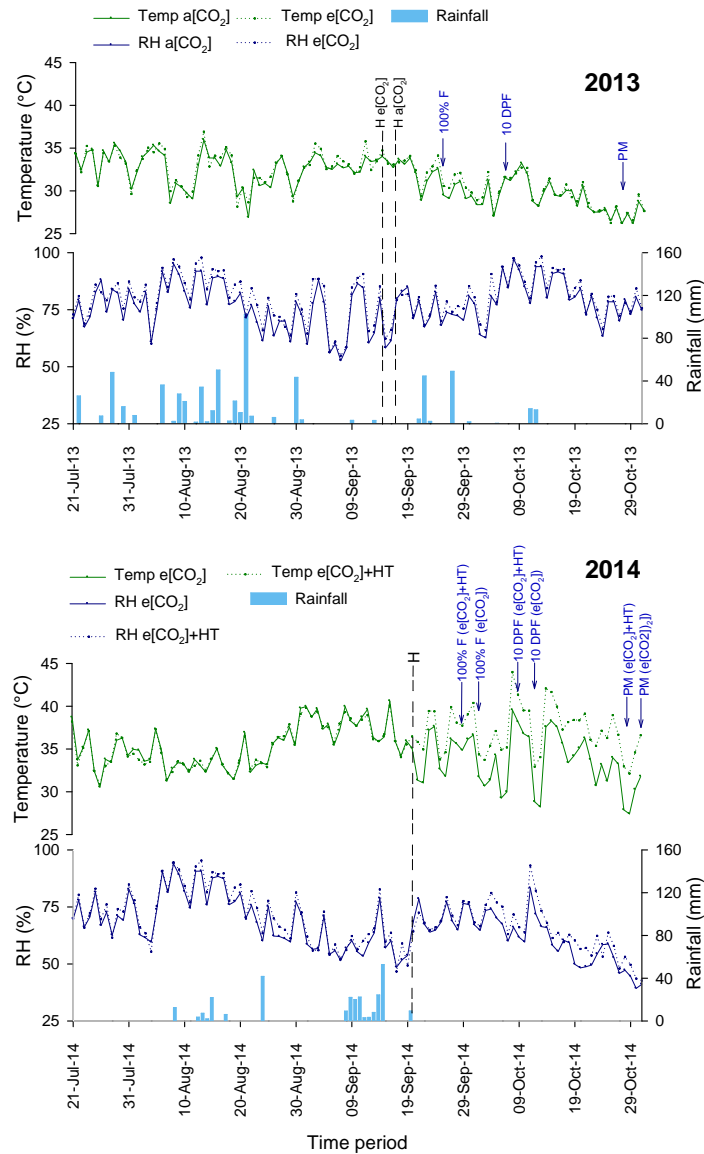 Temp a[CO₂] Temp e[CO₂] Rainfall
RH a[CO₂] RH e[CO₂]
2013
H e[CO₂]
H a[CO₂]
100% F
10 DPF
PM
Temperature (°C)
45
40
35
30
25
RH (%)
100
75
50
25
Rainfall (mm)
160
120
80
40
0
21-Jul-13
31-Jul-13
10-Aug-13
20-Aug-13
30-Aug-13
09-Sep-13
19-Sep-13
29-Sep-13
09-Oct-13
19-Oct-13
29-Oct-13
Temp e[CO₂] Temp e[CO₂]+HT
RH e[CO₂] Rainfall
RH e[CO₂]+HT
2014
H
100% F (e[CO₂]+HT)
100% F (e[CO₂])
10 DPF (e[CO₂]+HT)
10 DPF (e[CO₂])
PM (e[CO₂]+HT)
PM (e[CO2])₂])
Temperature (°C)
45
40
35
30
25
RH (%)
100
75
50
25
Rainfall (mm)
160
120
80
40
0
21-Jul-14
31-Jul-14
10-Aug-14
20-Aug-14
30-Aug-14
09-Sep-14
19-Sep-14
29-Sep-14
09-Oct-14
19-Oct-14
29-Oct-14
Time period